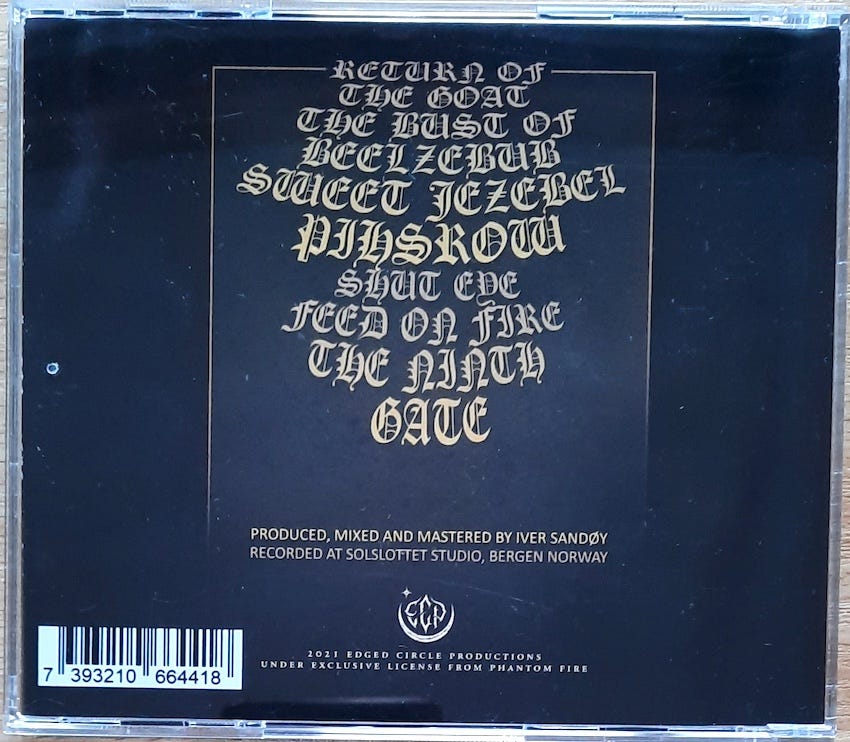 RETURN OF
THE GOAT
THE BUST OF
BEELZEBUB
SWEET JEZEBEL
PIHSROW
SHUT EYE
FEED ON FIRE
THE NINTH
GATE
PRODUCED, MIXED AND MASTERED BY IVER SANDØY
RECORDED AT SOLSLOTTET STUDIO, BERGEN NORWAY
ECP
2021 EDGED CIRCLE PRODUCTIONS
UNDER EXCLUSIVE LICENSE FROM PHANTOM FIRE
7 393210 664418